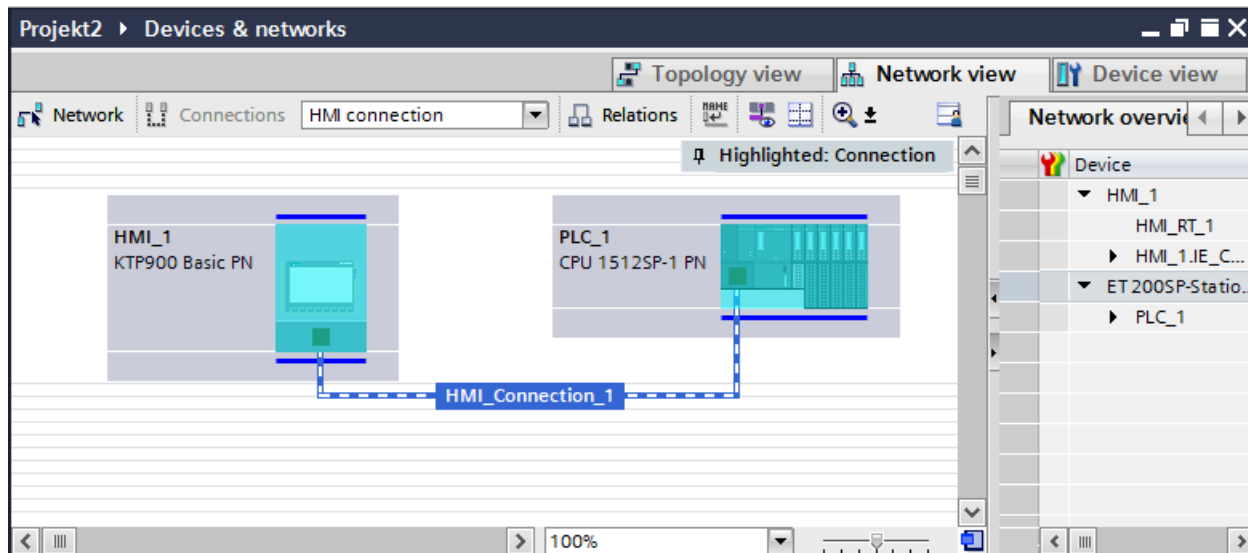 Projekt2 ▸ Devices & networks
Topology view
Network view
Device view
Network
Connections
HMI connection
Relations
NAME
Network
Highlighted: Connection
Device
HMI_1
KTP900 Basic PN
PLC_1
CPU 1512SP-1 PN
HMI_Connection_1
HMI_1
HMI_RT_1
HMI_1.IE_C...
ET 200SP-Statio..
PLC_1
100%